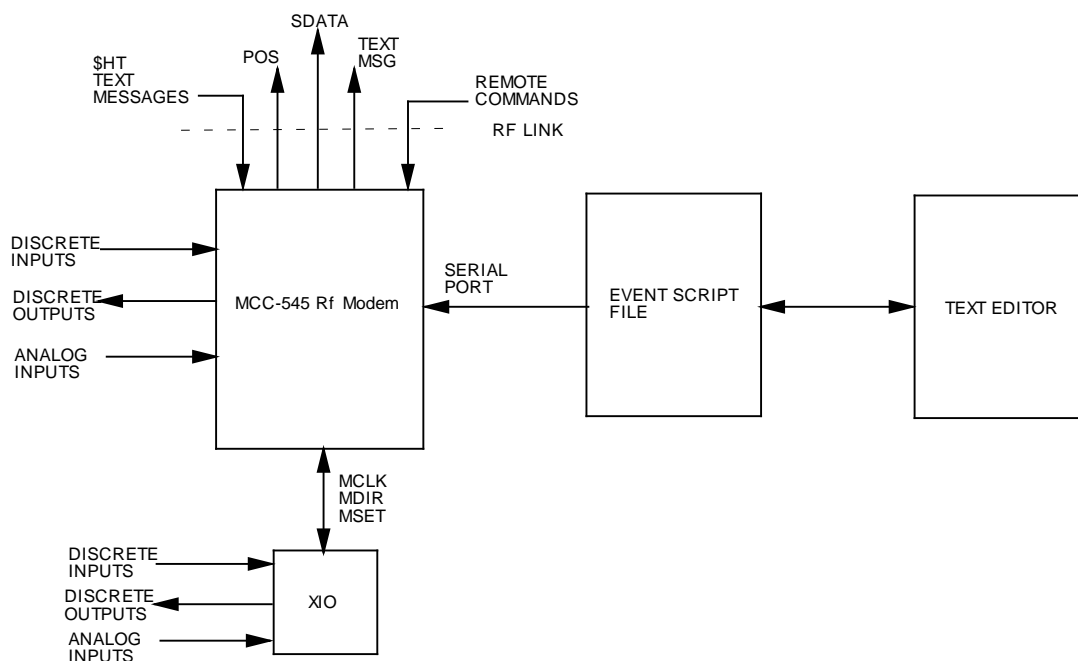 SDATA
POS
TEXT
MSG
$HT
TEXT
MESSAGES
REMOTE
COMMANDS
RF LINK
DISCRETE
INPUTS
DISCRETE
OUTPUTS
ANALOG
INPUTS
MCC-545 Rf Modem
SERIAL
PORT
EVENT SCRIPT
FILE
TEXT EDITOR
MCLK
MDIR
MSET
DISCRETE
INPUTS
DISCRETE
OUTPUTS
ANALOG
INPUTS
XIO